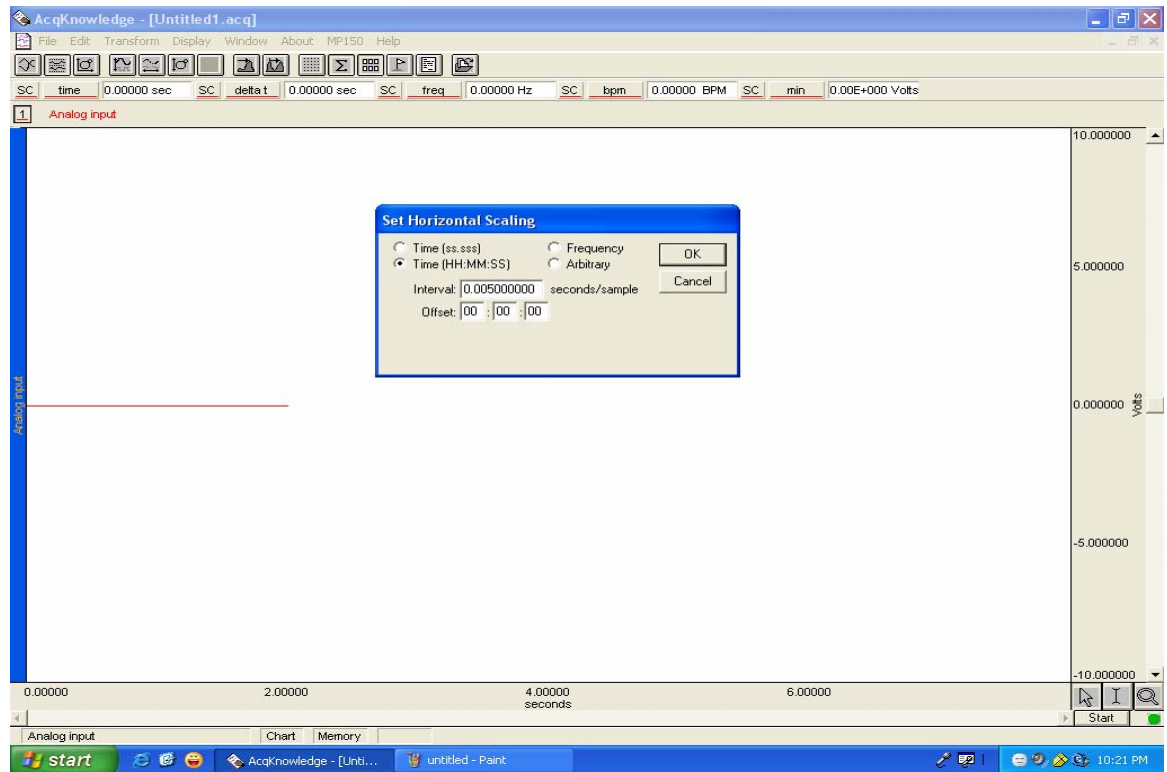 AcqKnowledge - [Untitled1.acq]
File Edit Transform Display Window About MP150 Help
SC time 0.00000 sec SC delta t 0.00000 sec SC freq 0.00000 Hz SC bpm 0.00000 BPM SC min 0.00E+000 Volts
1 Analog input
10.000000
Set Horizontal Scaling
Time (ss.sss) Frequency OK
Time (HH:MM:SS) Arbitrary
Interval: 0.005000000 seconds/sample Cancel
Offset: 00 : 00 : 00
5.000000
Analog input
0.000000 Volts
-5.000000
-10.000000
0.00000 2.00000 4.00000 6.00000
seconds
Start
Analog input Chart Memory
start AcqKnowledge - [Unti... untitled - Paint 10:21 PM